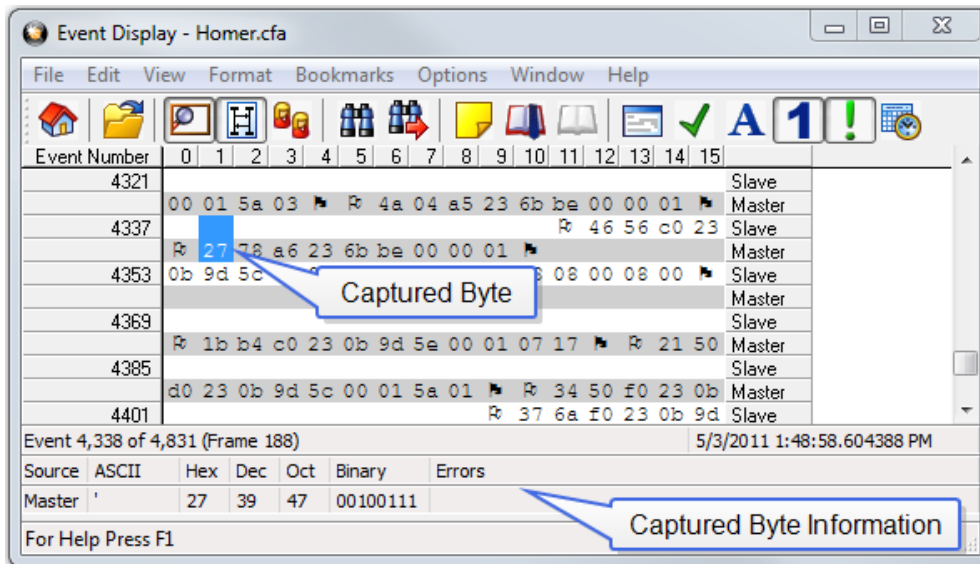 Event Display - Homer.cfa
File Edit View Format Bookmarks Options Window Help
Event Number 0 1 2 3 4 5 6 7 8 9 10 11 12 13 14 15
4321 Slave
00 01 5a 03 4a 04 a5 23 6b be 00 00 01 Master
4337 46 56 c0 23 Slave
27 78 a6 23 6b be 00 00 01 Master
4353 0b 9d 5c 08 00 08 00 Slave
Captured Byte
Master
4369 Slave
1b b4 c0 23 0b 9d 5e 00 01 07 17 21 50 Master
4385 Slave
d0 23 0b 9d 5c 00 01 5a 01 34 50 f0 23 0b Master
4401 37 6a f0 23 0b 9d Slave
Event 4,338 of 4,831 (Frame 188) 5/3/2011 1:48:58.604388 PM
Source ASCII Hex Dec Oct Binary Errors
Master ' 27 39 47 00100111
Captured Byte Information
For Help Press F1